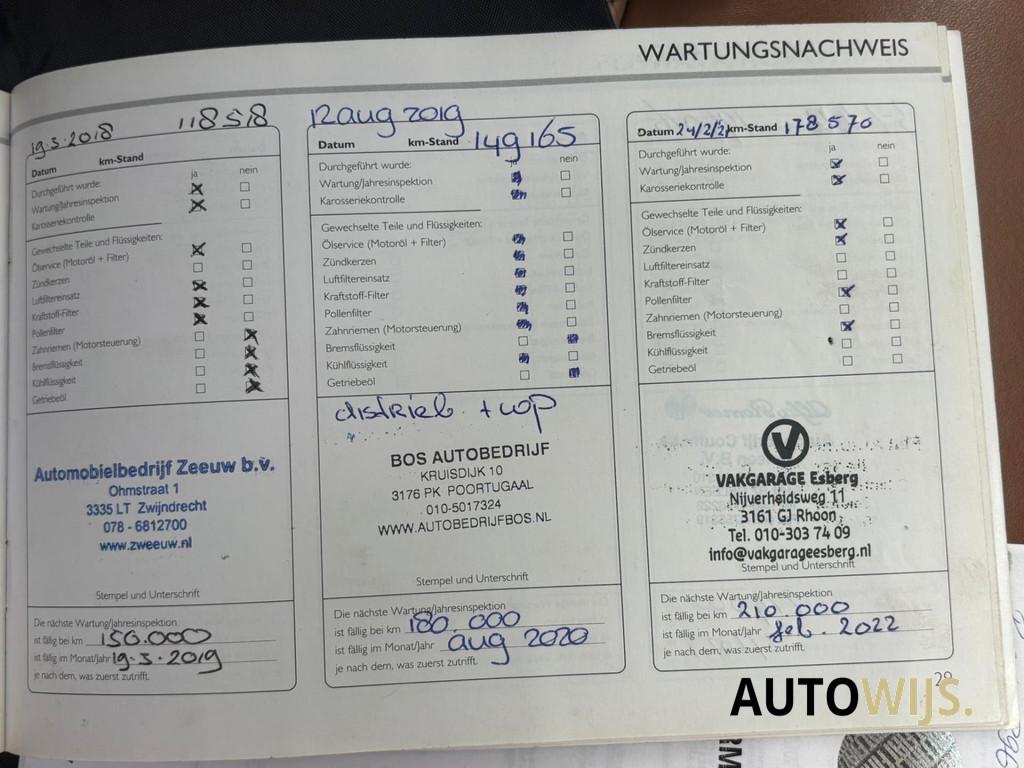 WARTUNGSNACHWEIS
19-3-2018 118518
Datum km-Stand
Durchgeführt wurde: ja nein
Wartung/Jahresinspektion
Karosseriekontrolle
Gewechselte Teile und Flüssigkeiten:
Ölservice (Motoröl + Filter)
Zündkerzen
Luftfiltereinsatz
Kraftstoff-Filter
Pollenfilter
Zahnriemen (Motorsteuerung)
Bremsflüssigkeit
Kühlflüssigkeit
Getriebeöl
Automobielbedrijf Zeeuw b.v.
Ohmstraat 1
3335 LT Zwijndrecht
078 - 6812700
www.zweeuw.nl
Stempel und Unterschrift
Die nächste Wartung/Jahresinspektion
ist fällig bei km 150.000
ist fällig im Monat/Jahr 19-3-2019
je nach dem, was zuerst zutrifft.
12 aug 2019
Datum km-Stand 149165
Durchgeführt wurde: ja nein
Wartung/Jahresinspektion
Karosseriekontrolle
Gewechselte Teile und Flüssigkeiten:
Ölservice (Motoröl + Filter)
Zündkerzen
Luftfiltereinsatz
Kraftstoff-Filter
Pollenfilter
Zahnriemen (Motorsteuerung)
Bremsflüssigkeit
Kühlflüssigkeit
Getriebeöl
distrieb. + wp
BOS AUTOBEDRIJF
KRUISDIJK 10
3176 PK POORTUGAAL
010-5017324
WWW.AUTOBEDRIJFBOS.NL
Stempel und Unterschrift
Die nächste Wartung/Jahresinspektion
ist fällig bei km 180 000
ist fällig im Monat/Jahr aug 2020
je nach dem, was zuerst zutrifft.
Datum 24/2/21 km-Stand 178570
Durchgeführt wurde: ja nein
Wartung/Jahresinspektion
Karosseriekontrolle
Gewechselte Teile und Flüssigkeiten:
Ölservice (Motoröl + Filter)
Zündkerzen
Luftfiltereinsatz
Kraftstoff-Filter
Pollenfilter
Zahnriemen (Motorsteuerung)
Bremsflüssigkeit
Kühlflüssigkeit
Getriebeöl
V
VAKGARAGE Esberg
Nijverheidsweg 11
3161 GJ Rhoon
Tel. 010-303 74 09
info@vakgarageesberg.nl
Stempel und Unterschrift
Die nächste Wartung/Jahresinspektion
ist fällig bei km 210.000
ist fällig im Monat/Jahr feb. 2022
je nach dem, was zuerst zutrifft.
29
AUTOWIJS.